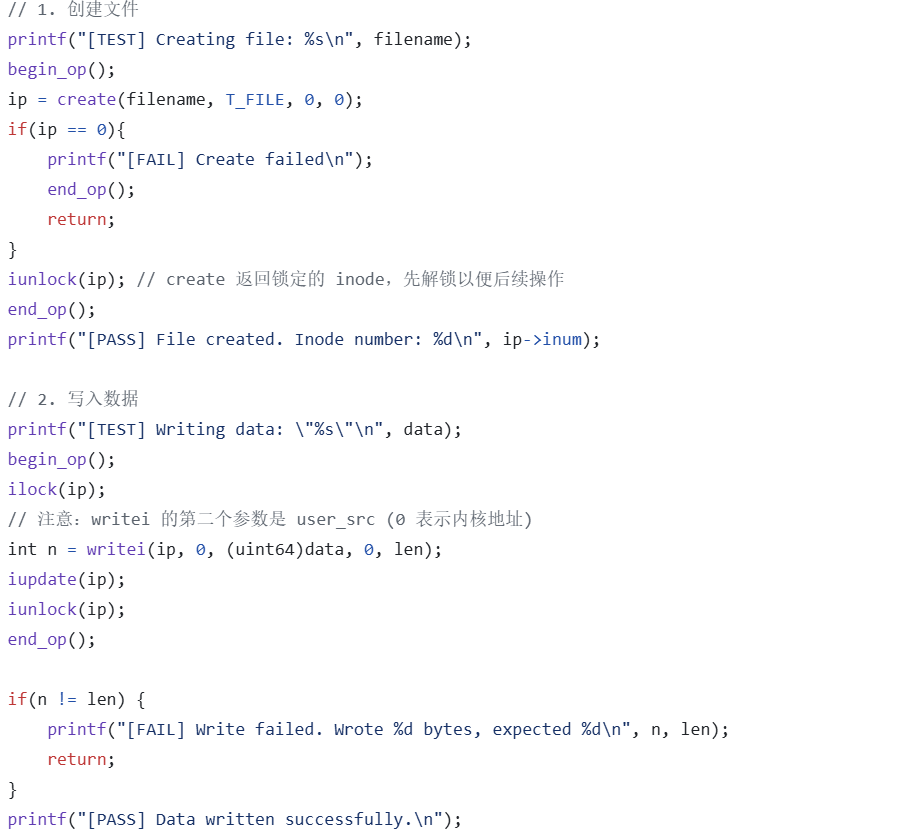 // 1. 创建文件
printf("[TEST] Creating file: %s\n", filename);
begin_op();
ip = create(filename, T_FILE, 0, 0);
if(ip == 0){
    printf("[FAIL] Create failed\n");
    end_op();
    return;
}
iunlock(ip); // create 返回锁定的 inode，先解锁以便后续操作
end_op();
printf("[PASS] File created. Inode number: %d\n", ip->inum);

// 2. 写入数据
printf("[TEST] Writing data: \"%s\"\n", data);
begin_op();
ilock(ip);
// 注意：writei 的第二个参数是 user_src (0 表示内核地址)
int n = writei(ip, 0, (uint64)data, 0, len);
iupdate(ip);
iunlock(ip);
end_op();

if(n != len) {
    printf("[FAIL] Write failed. Wrote %d bytes, expected %d\n", n, len);
    return;
}
printf("[PASS] Data written successfully.\n");